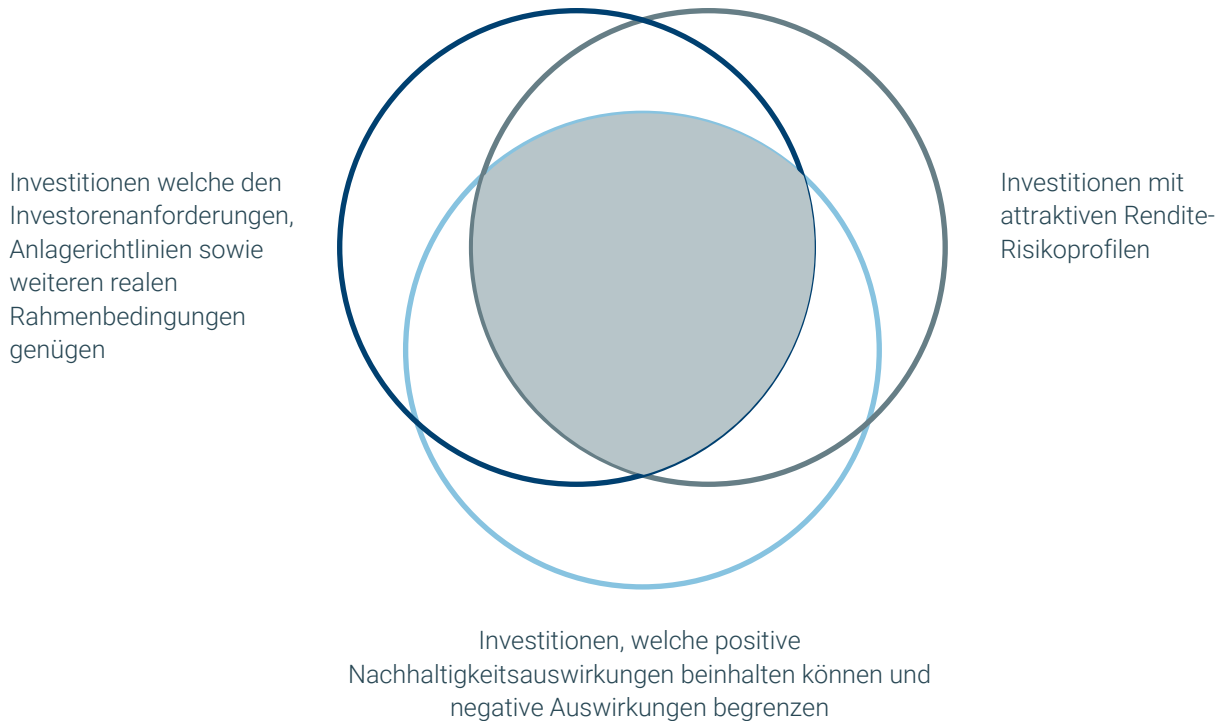 Investitionen welche den
Investorenanforderungen,
Anlagerichtlinien sowie
weiteren realen
Rahmenbedingungen
genügen
Investitionen mit
attraktiven Rendite-
Risikoprofilen
Investitionen, welche positive
Nachhaltigkeitsauswirkungen beinhalten können und
negative Auswirkungen begrenzen